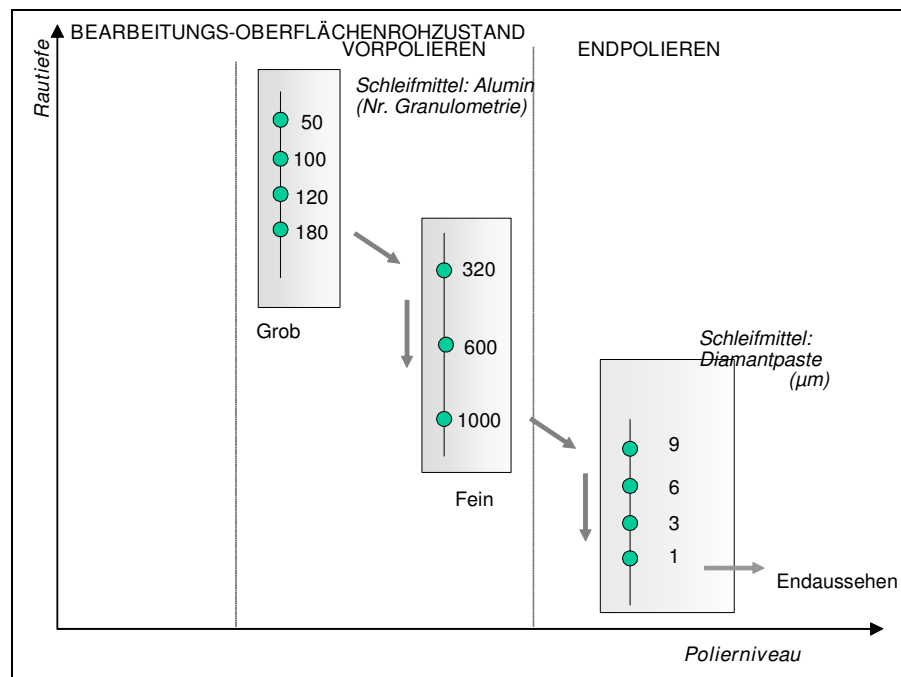 BEARBEITUNGS-OBERFLÄCHENROHZUSTAND
VORPOLIEREN
ENDPOLIEREN
Rautiefe
Schleifmittel: Alumin
(Nr. Granulometrie)
50
100
120
180
Grob
320
600
1000
Fein
Schleifmittel:
Diamantpaste
(µm)
9
6
3
1
Endaussehen
Polierniveau